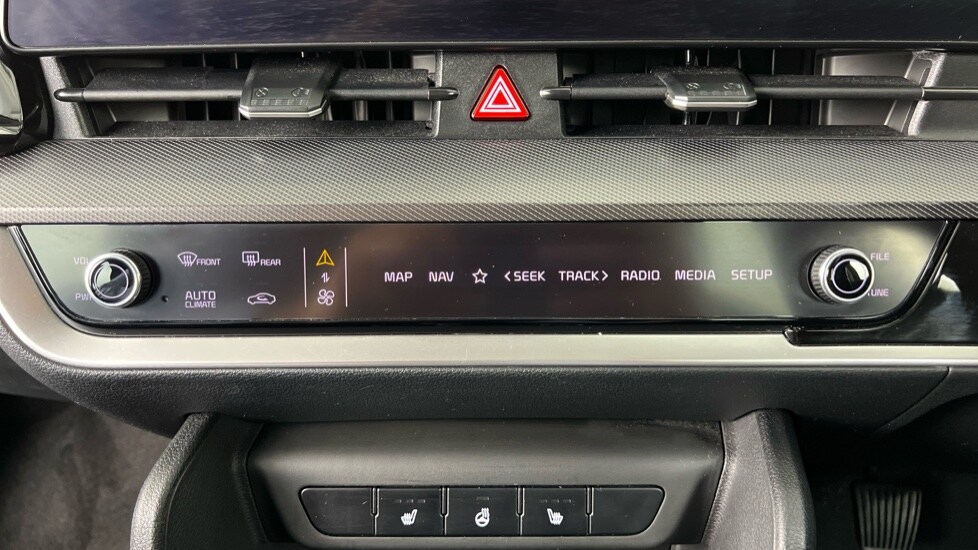 VOL
PWR
FRONT
REAR
AUTO
CLIMATE
MAP NAV <SEEK TRACK> RADIO MEDIA SETUP
FILE
TUNE